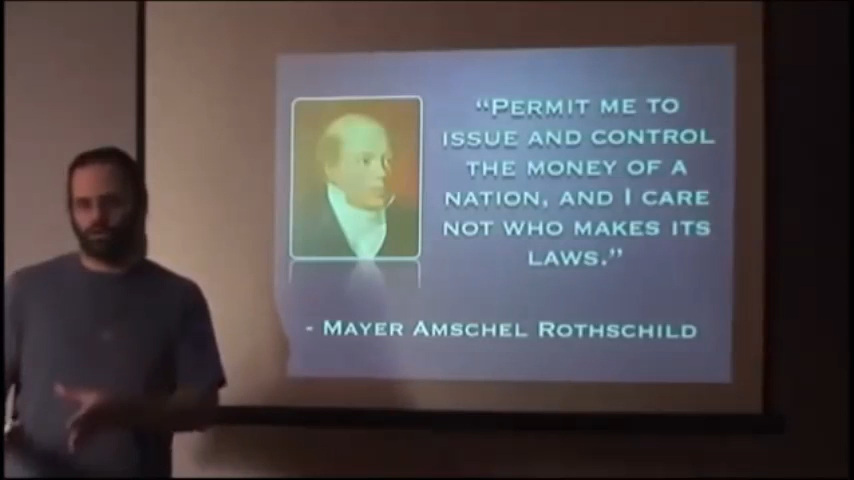 “PERMIT ME TO
ISSUE AND CONTROL
THE MONEY OF A
NATION, AND I CARE
NOT WHO MAKES ITS
LAWS.”
- MAYER AMSCHEL ROTHSCHILD